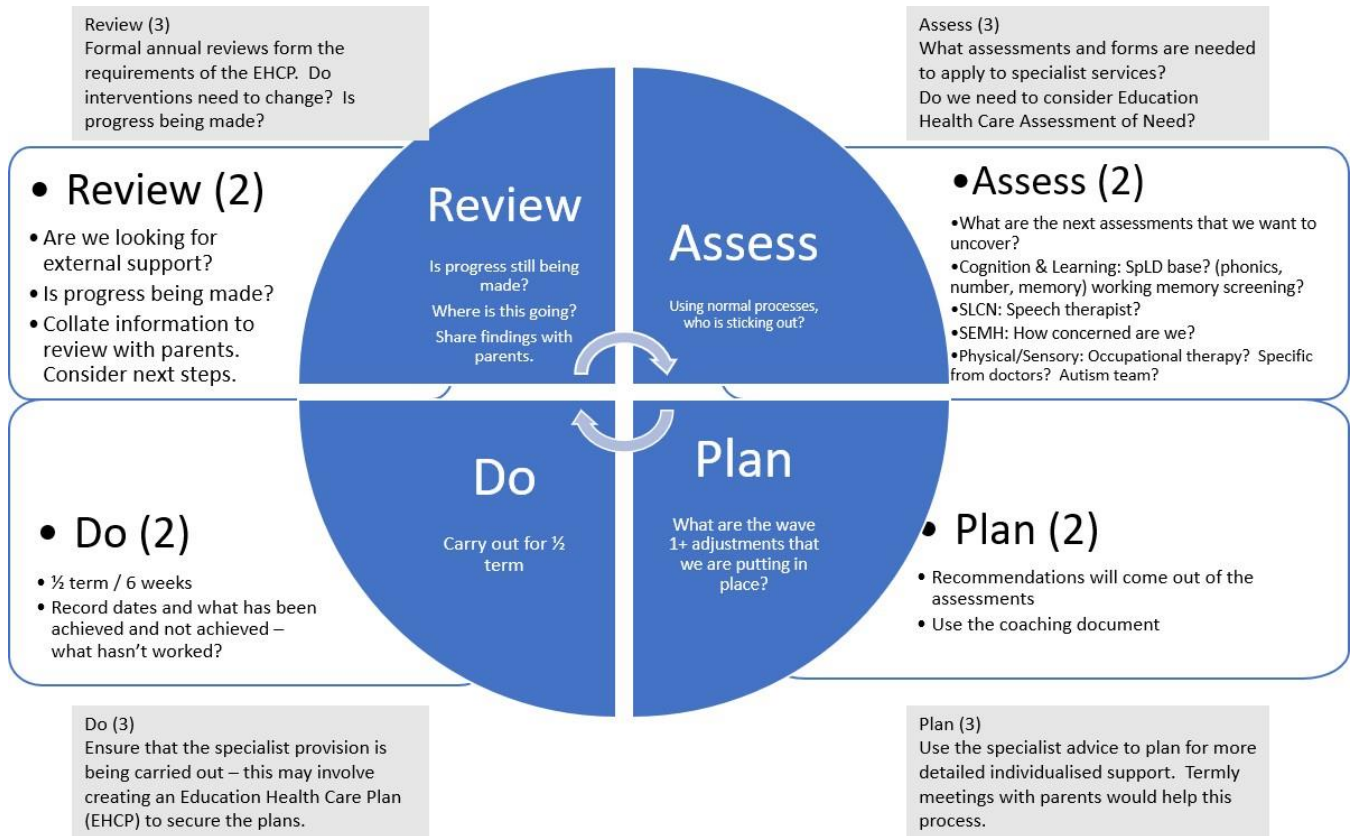 Review (3)
Formal annual reviews form the
requirements of the EHCP.  Do
interventions need to change?  Is
progress being made?
Assess (3)
What assessments and forms are needed
to apply to specialist services?
Do we need to consider Education
Health Care Assessment of Need?
• Review (2)
• Are we looking for
external support?
• Is progress being made?
• Collate information to
review with parents.
Consider next steps.
Review
Is progress still being
made?
Where is this going?
Share findings with
parents.
Assess
Using normal processes,
who is sticking out?
•Assess (2)
•What are the next assessments that we want to
uncover?
•Cognition & Learning: SpLD base? (phonics,
number, memory) working memory screening?
•SLCN: Speech therapist?
•SEMH: How concerned are we?
•Physical/Sensory: Occupational therapy?  Specific
from doctors?  Autism team?
• Do (2)
• ½ term / 6 weeks
• Record dates and what has been
achieved and not achieved –
what hasn't worked?
Do
Carry out for ½
term
Plan
What are the wave
1+ adjustments that
we are putting in
place?
• Plan (2)
• Recommendations will come out of the
assessments
• Use the coaching document
Do (3)
Ensure that the specialist provision is
being carried out – this may involve
creating an Education Health Care Plan
(EHCP) to secure the plans.
Plan (3)
Use the specialist advice to plan for more
detailed individualised support.  Termly
meetings with parents would help this
process.